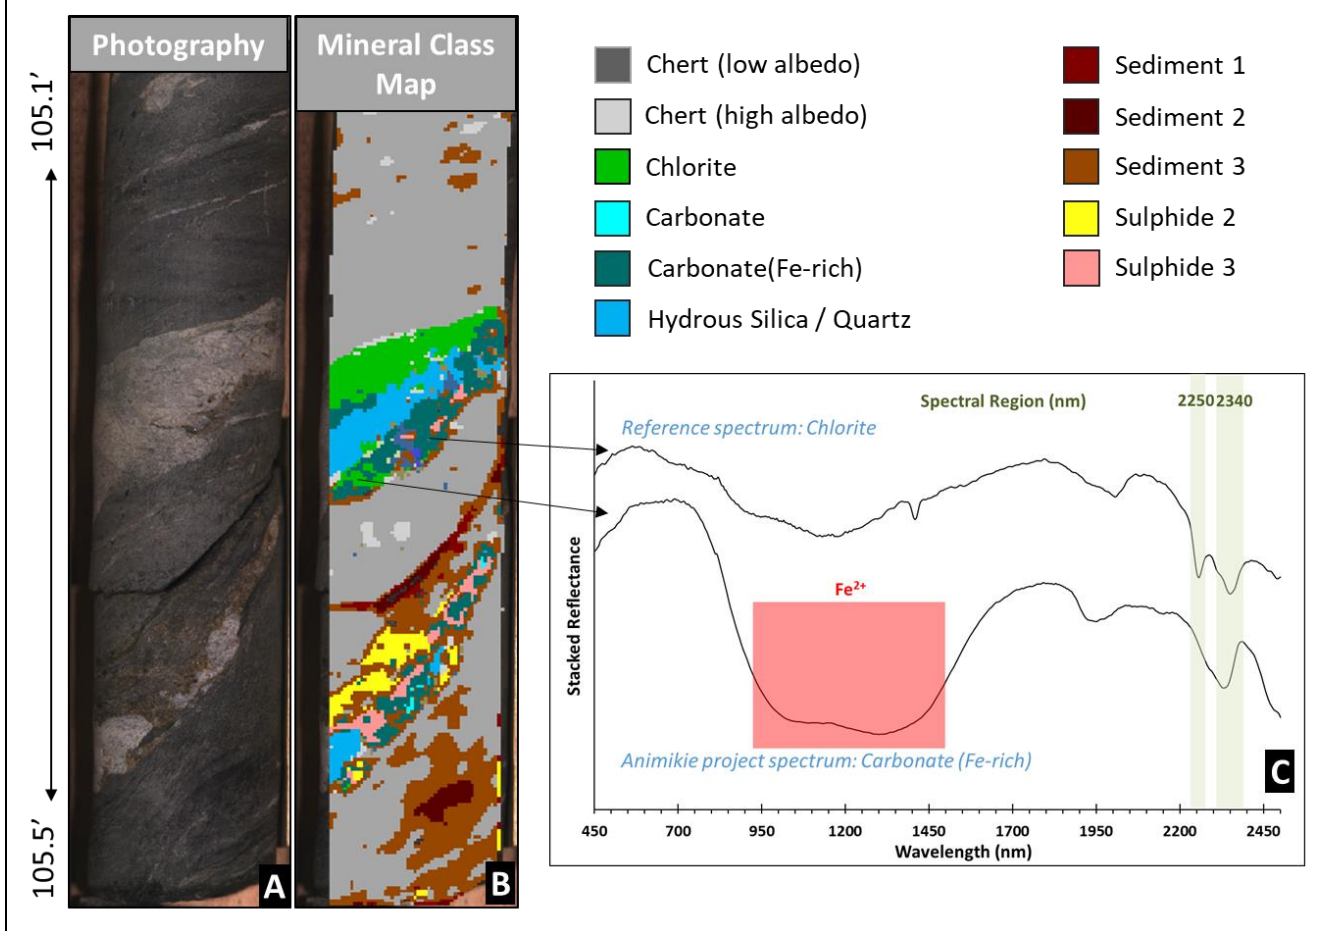 Photography
Mineral Class
Map
105.1’
105.5’
A
B
Chert (low albedo)
Chert (high albedo)
Chlorite
Carbonate
Carbonate(Fe-rich)
Hydrous Silica / Quartz
Sediment 1
Sediment 2
Sediment 3
Sulphide 2
Sulphide 3
Spectral Region (nm) 2250 2340
Reference spectrum: Chlorite
Fe²⁺
Animikie project spectrum: Carbonate (Fe-rich)
C
Stacked Reflectance
450 700 950 1200 1450 1700 1950 2200 2450
Wavelength (nm)